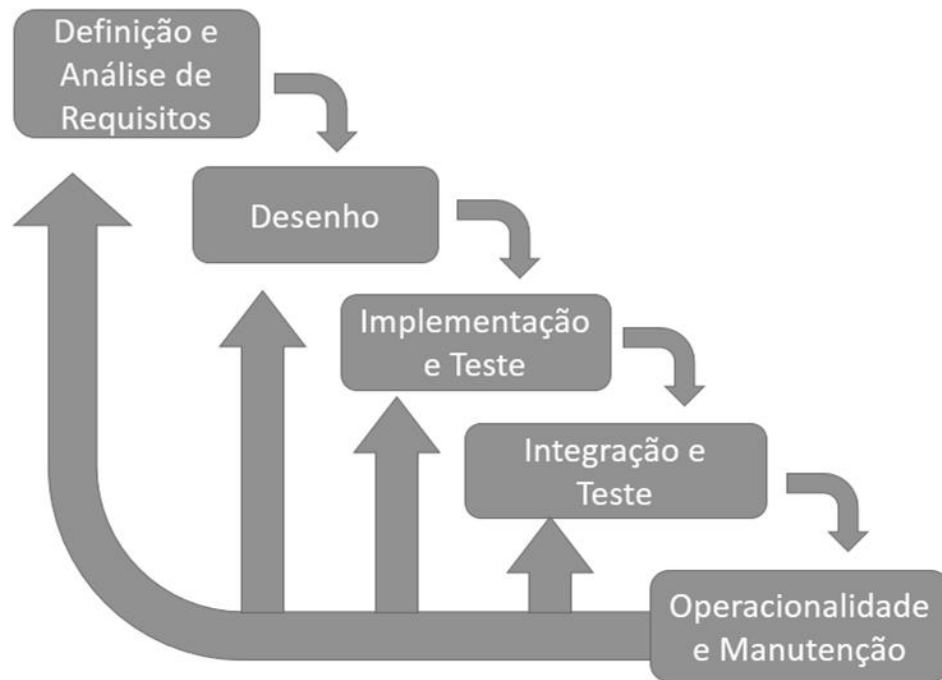 Definição e
Análise de
Requisitos
Desenho
Implementação
e Teste
Integração e
Teste
Operacionalidade
e Manutenção